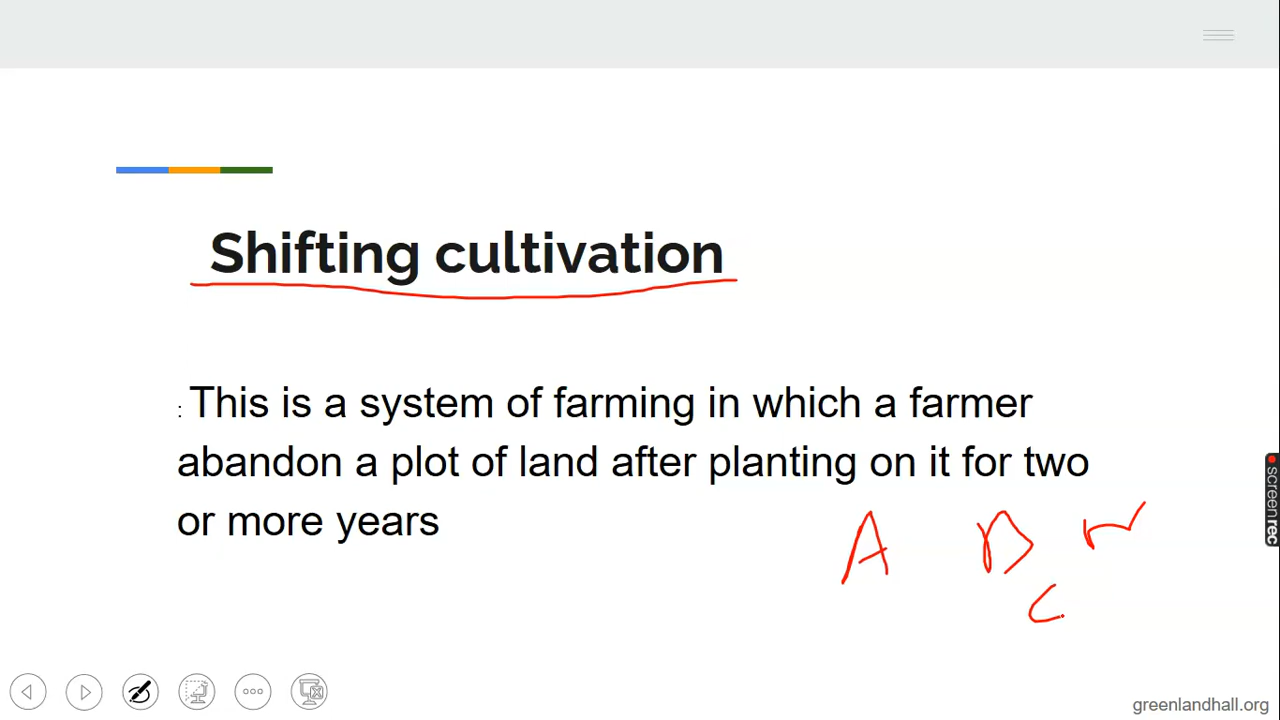 Shifting cultivation
: This is a system of farming in which a farmer
abandon a plot of land after planting on it for two
or more years
A B
C
screenrec
greenlandhall.org